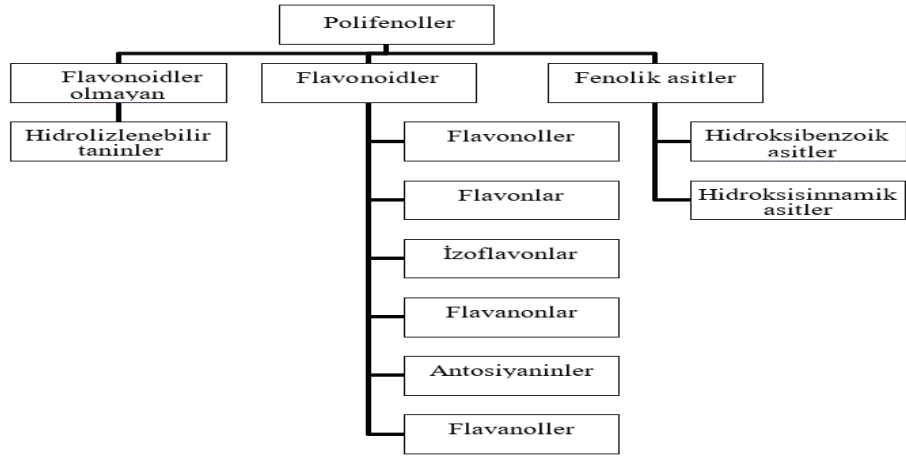 Polifenoller
Flavonoidler
olmayan
Flavonoidler
Fenolik asitler
Hidrolizlenebilir
taninler
Flavonoller
Flavonlar
İzoflavonlar
Flavanonlar
Antosiyaninler
Flavanoller
Hidroksibenzoik
asitler
Hidroksisinnamik
asitler